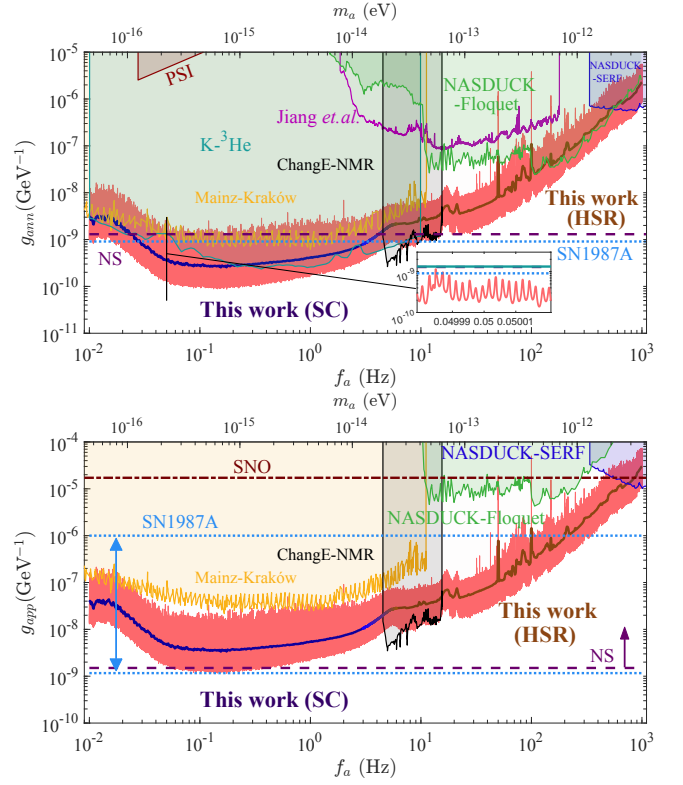 m_a (eV)
10^-16 10^-15 10^-14 10^-13 10^-12
10^-5
10^-6
10^-7
10^-8
10^-9
10^-10
10^-11
g_ann(GeV^-1)
PSI
NASDUCK
-Floquet
NASDUCK
-SERF
Jiang et.al.
K-^3He
ChangE-NMR
Mainz-Kraków
This work
(HSR)
NS
SN1987A
This work (SC)
10^-9
10^-10
0.04999 0.05 0.05001
10^-2 10^-1 10^0 10^1 10^2 10^3
f_a (Hz)
m_a (eV)
10^-16 10^-15 10^-14 10^-13 10^-12
10^-4
10^-5
10^-6
10^-7
10^-8
10^-9
10^-10
g_app(GeV^-1)
NASDUCK-SERF
SNO
SN1987A
NASDUCK-Floquet
ChangE-NMR
Mainz-Kraków
This work
(HSR)
NS
This work (SC)
10^-2 10^-1 10^0 10^1 10^2 10^3
f_a (Hz)